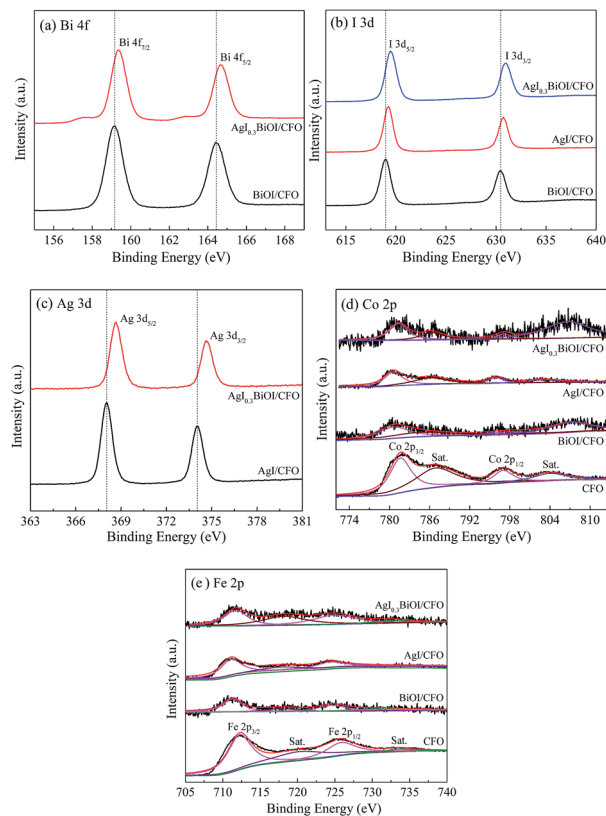 (a) Bi 4f
Bi 4f7/2
Bi 4f5/2
AgI0.3BiOI/CFO
BiOI/CFO
Intensity (a.u.)
156 159 162 165 168
Binding Energy (eV)
(b) I 3d
I 3d5/2
I 3d3/2
AgI0.3BiOI/CFO
AgI/CFO
BiOI/CFO
Intensity (a.u.)
615 620 625 630 635 640
Binding Energy (eV)
(c) Ag 3d
Ag 3d5/2
Ag 3d3/2
AgI0.3BiOI/CFO
AgI/CFO
Intensity (a.u.)
363 366 369 372 375 378 381
Binding Energy (eV)
(d) Co 2p
AgI0.3BiOI/CFO
AgI/CFO
BiOI/CFO
Co 2p3/2
Sat.
Co 2p1/2
Sat.
CFO
Intensity (a.u.)
774 780 786 792 798 804 810
Binding Energy (eV)
(e) Fe 2p
AgI0.3BiOI/CFO
AgI/CFO
BiOI/CFO
Fe 2p3/2
Sat.
Fe 2p1/2
Sat.
CFO
Intensity (a.u.)
705 710 715 720 725 730 735 740
Binding Energy (eV)